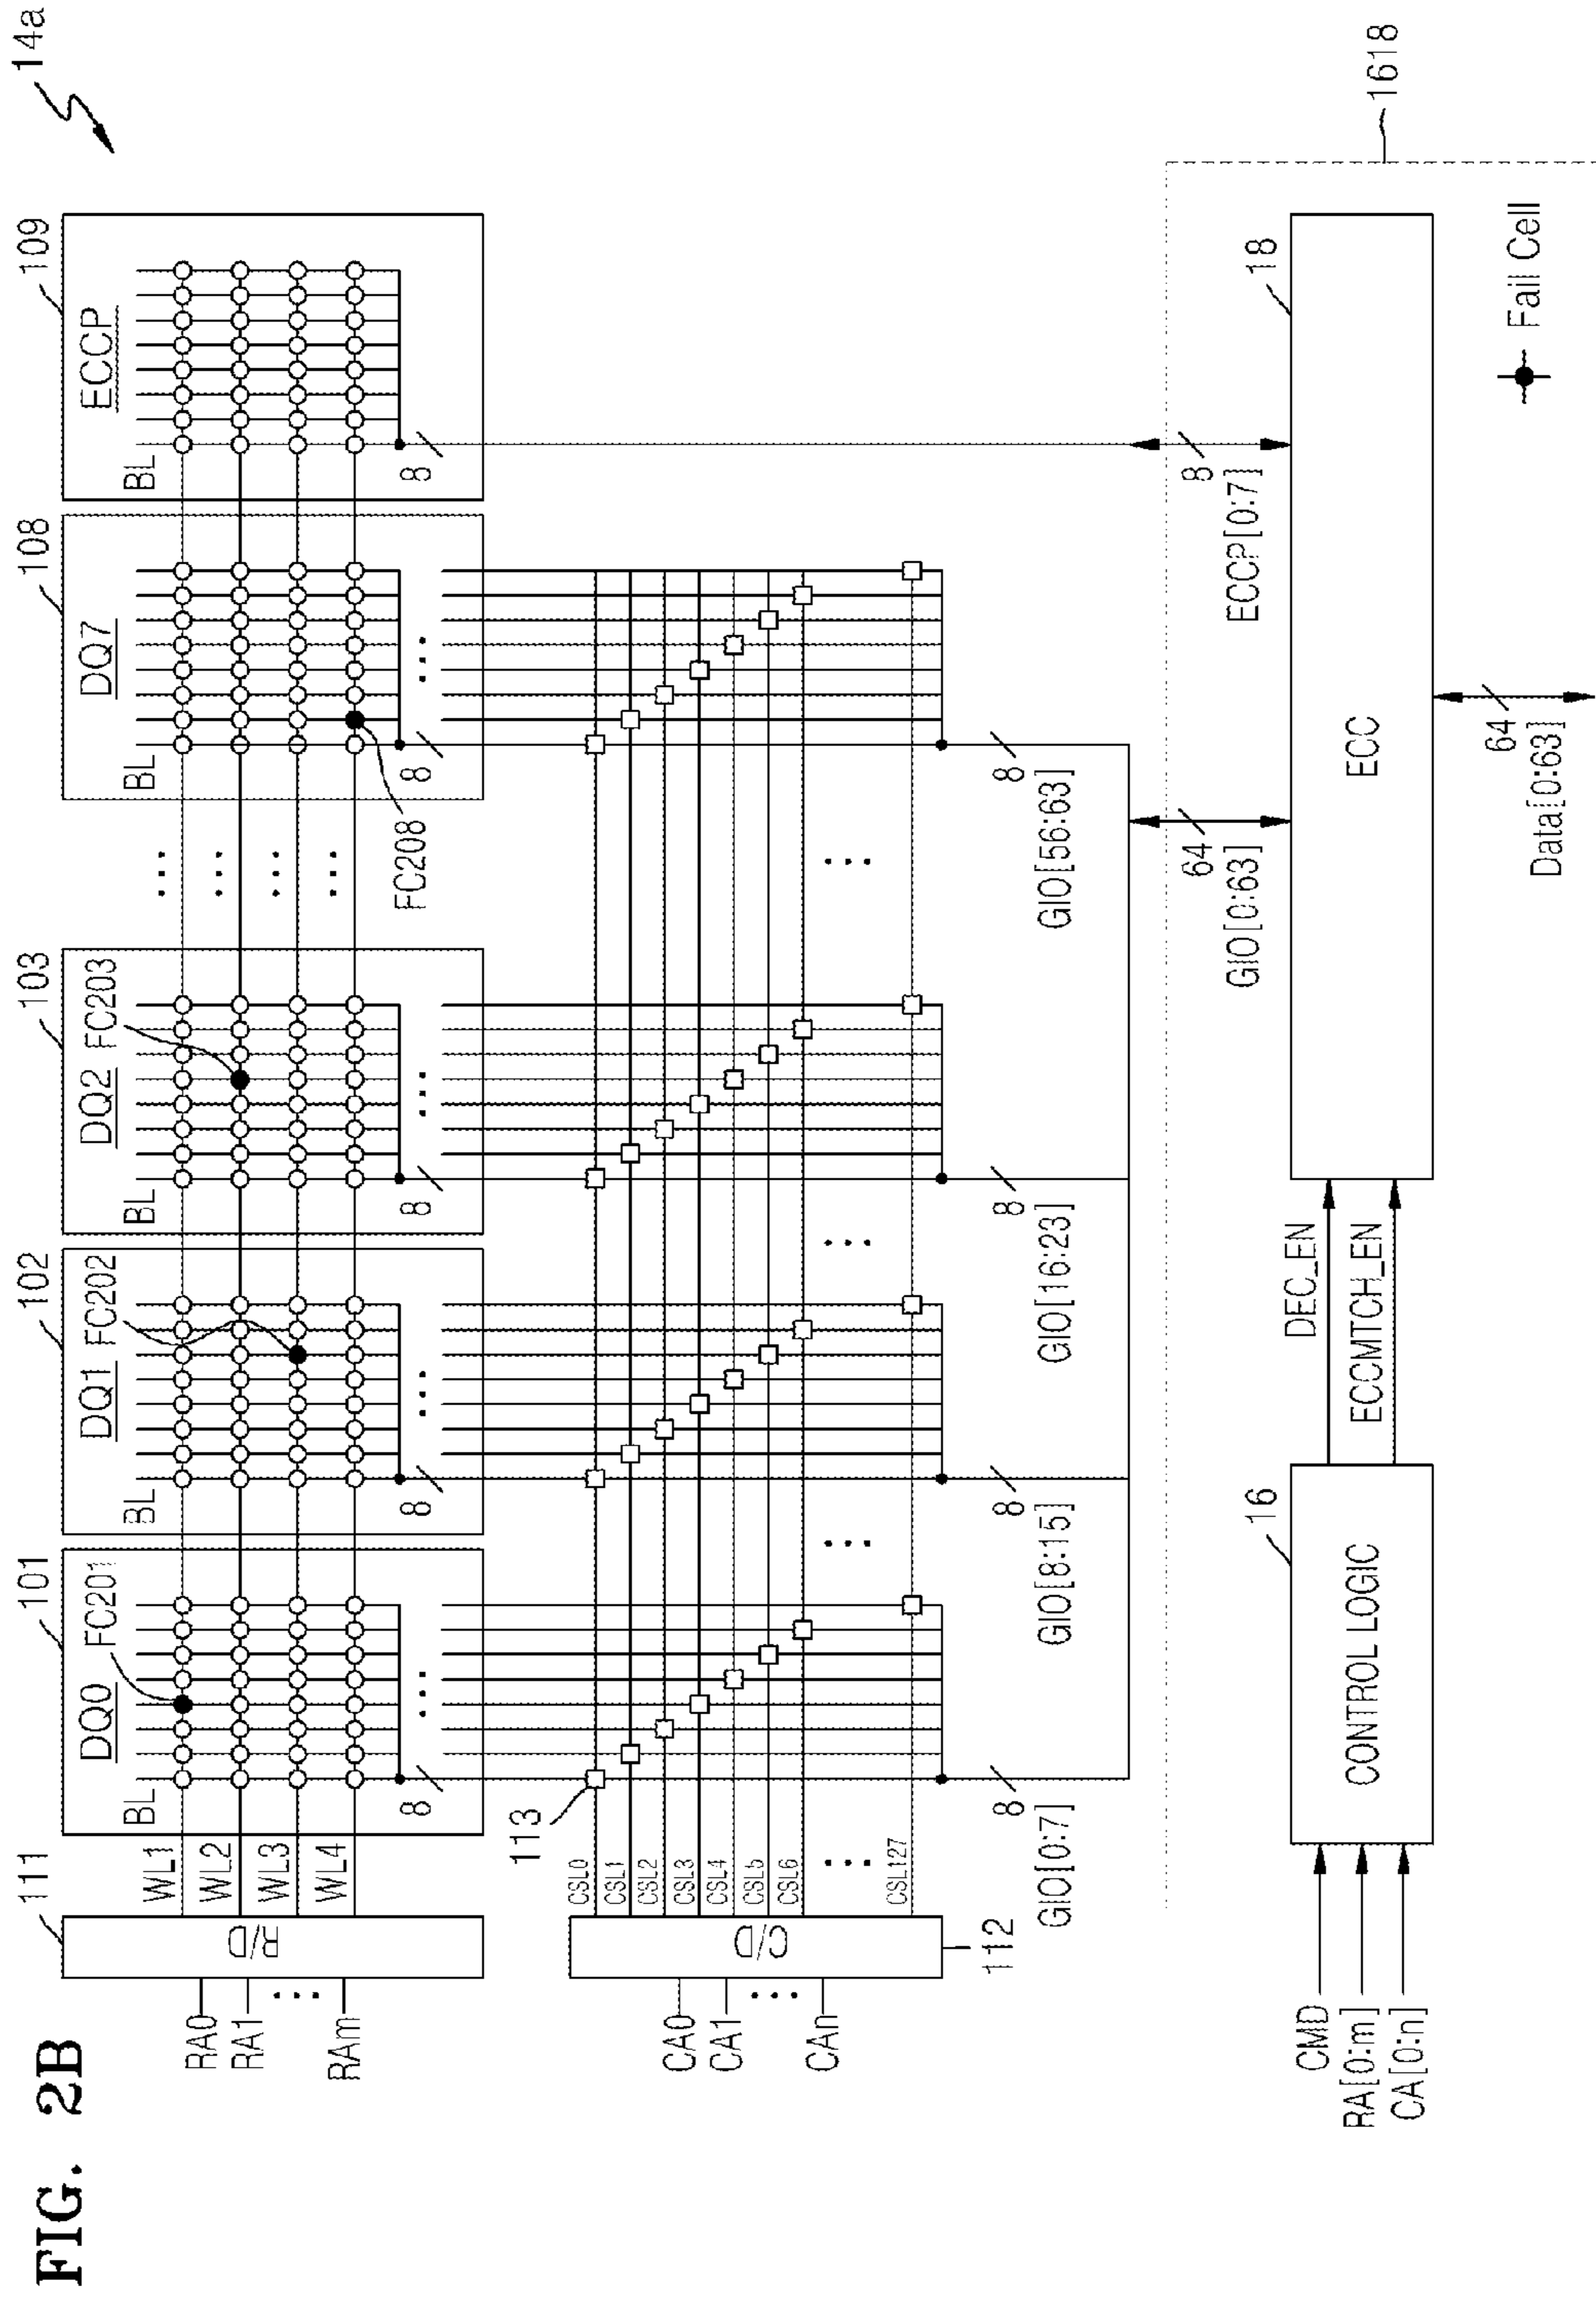 FIG. 2B
14a
111
101
102
103
108
109
DQ0
FC201
DQ1
FC202
DQ2
FC203
DQ7
ECCP
BL
BL
BL
BL
BL
RA0
RA1
...
RAm
R/D
WL1
WL2
WL3
WL4
...
...
...
...
8
8
8
8
8
FC208
...
...
...
...
113
CA0
CA1
...
CAn
C/D
112
CSL0
CSL1
CSL2
CSL3
CSL4
CSL5
CSL6
...
CSL127
...
...
...
8
8
8
8
GIO[0:7]
GIO[8:15]
GIO[16:23]
GIO[56:63]
64
GIO[0:63]
8
ECCP[0:7]
1618
CMD
RA[0:m]
CA[0:n]
16
CONTROL LOGIC
DEC_EN
ECCMTCH_EN
18
ECC
64
Data[0:63]
Fail Cell